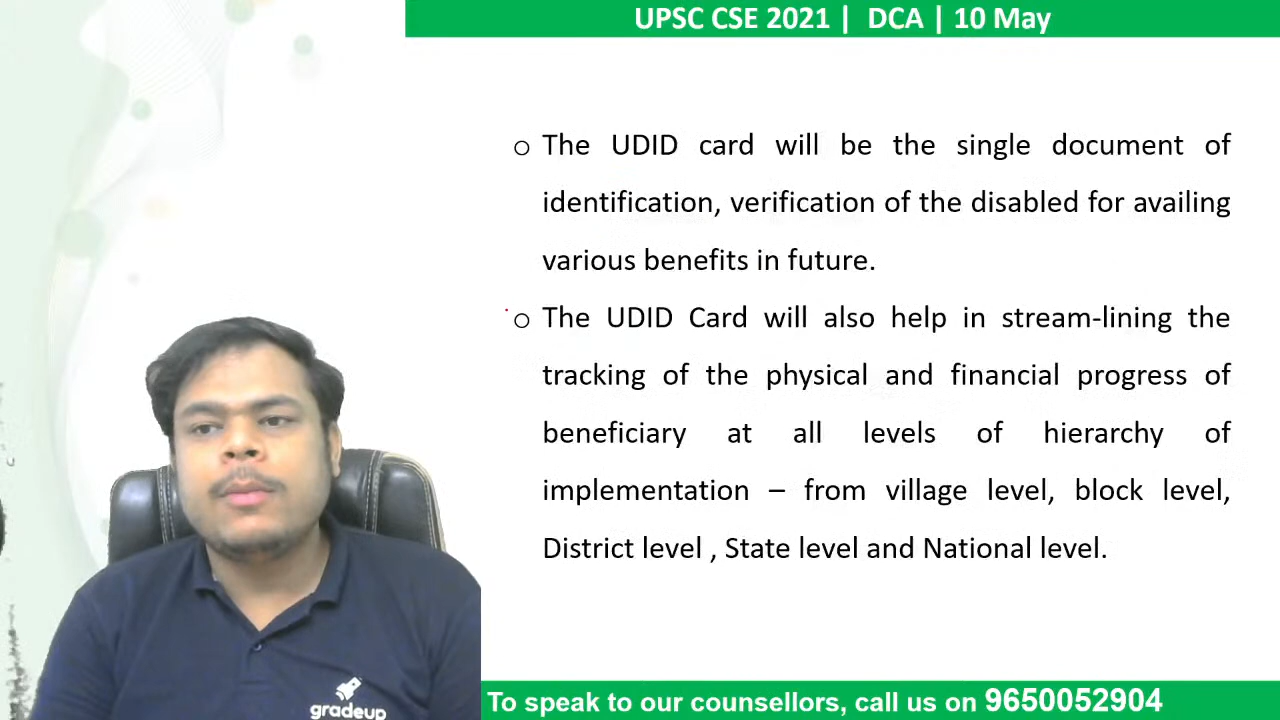 UPSC CSE 2021 | DCA | 10 May
o The UDID card will be the single document of
identification, verification of the disabled for availing
various benefits in future.
o The UDID Card will also help in stream-lining the
tracking of the physical and financial progress of
beneficiary at all levels of hierarchy of
implementation – from village level, block level,
District level , State level and National level.
gradeup
To speak to our counsellors, call us on 9650052904